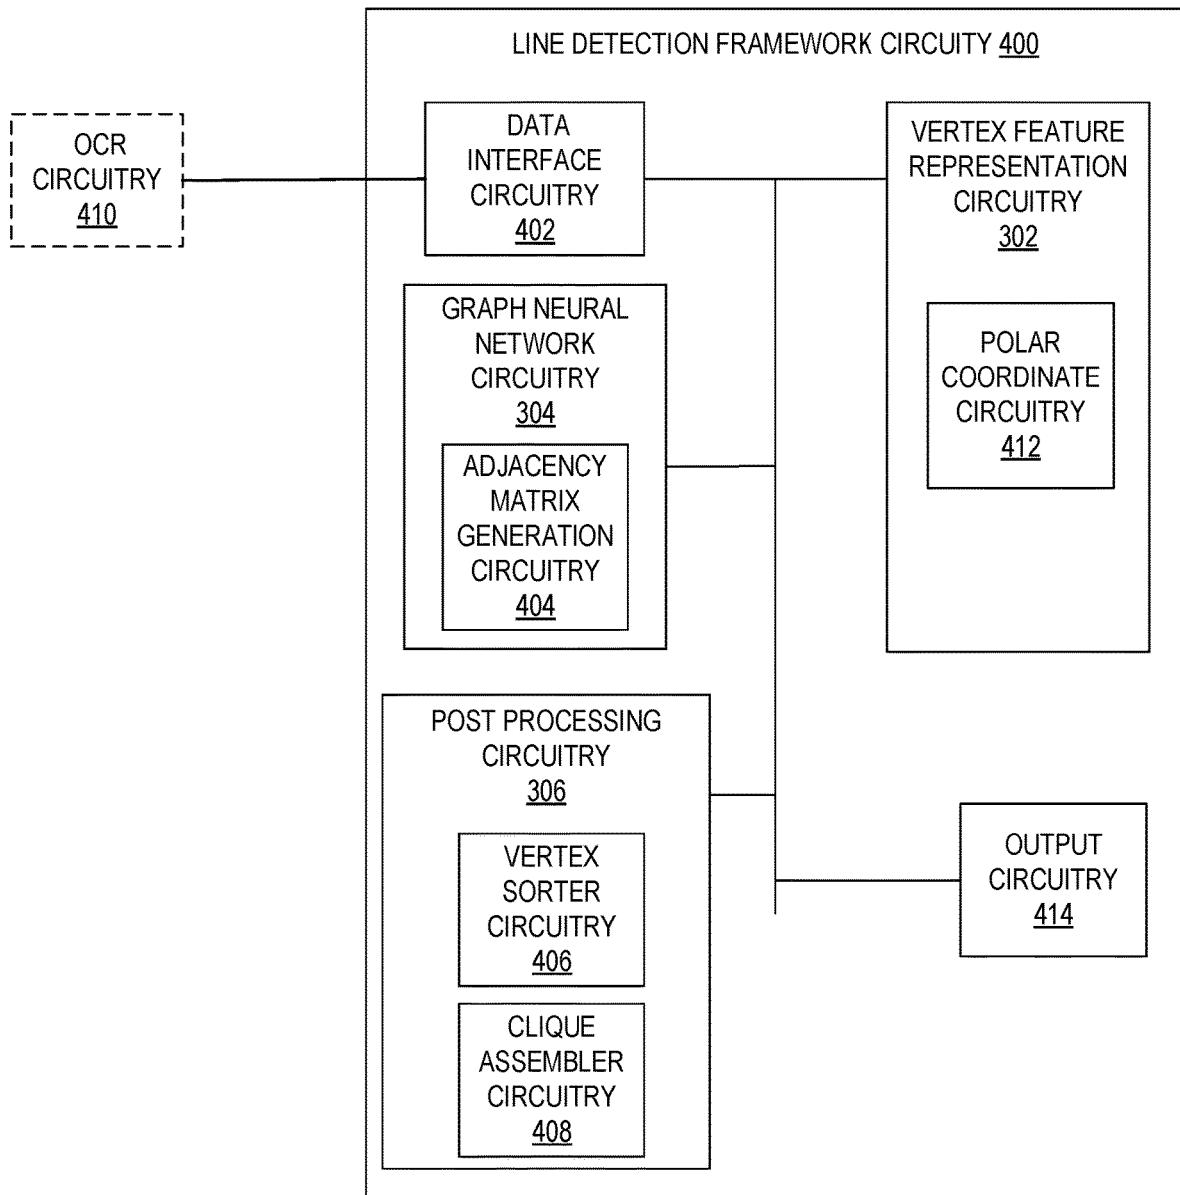 LINE DETECTION FRAMEWORK CIRCUITY 400
OCR
CIRCUITRY
410
DATA
INTERFACE
CIRCUITRY
402
VERTEX FEATURE
REPRESENTATION
CIRCUITRY
302
POLAR
COORDINATE
CIRCUITRY
412
GRAPH NEURAL
NETWORK
CIRCUITRY
304
ADJACENCY
MATRIX
GENERATION
CIRCUITRY
404
POST PROCESSING
CIRCUITRY
306
VERTEX
SORTER
CIRCUITRY
406
CLIQUE
ASSEMBLER
CIRCUITRY
408
OUTPUT
CIRCUITRY
414